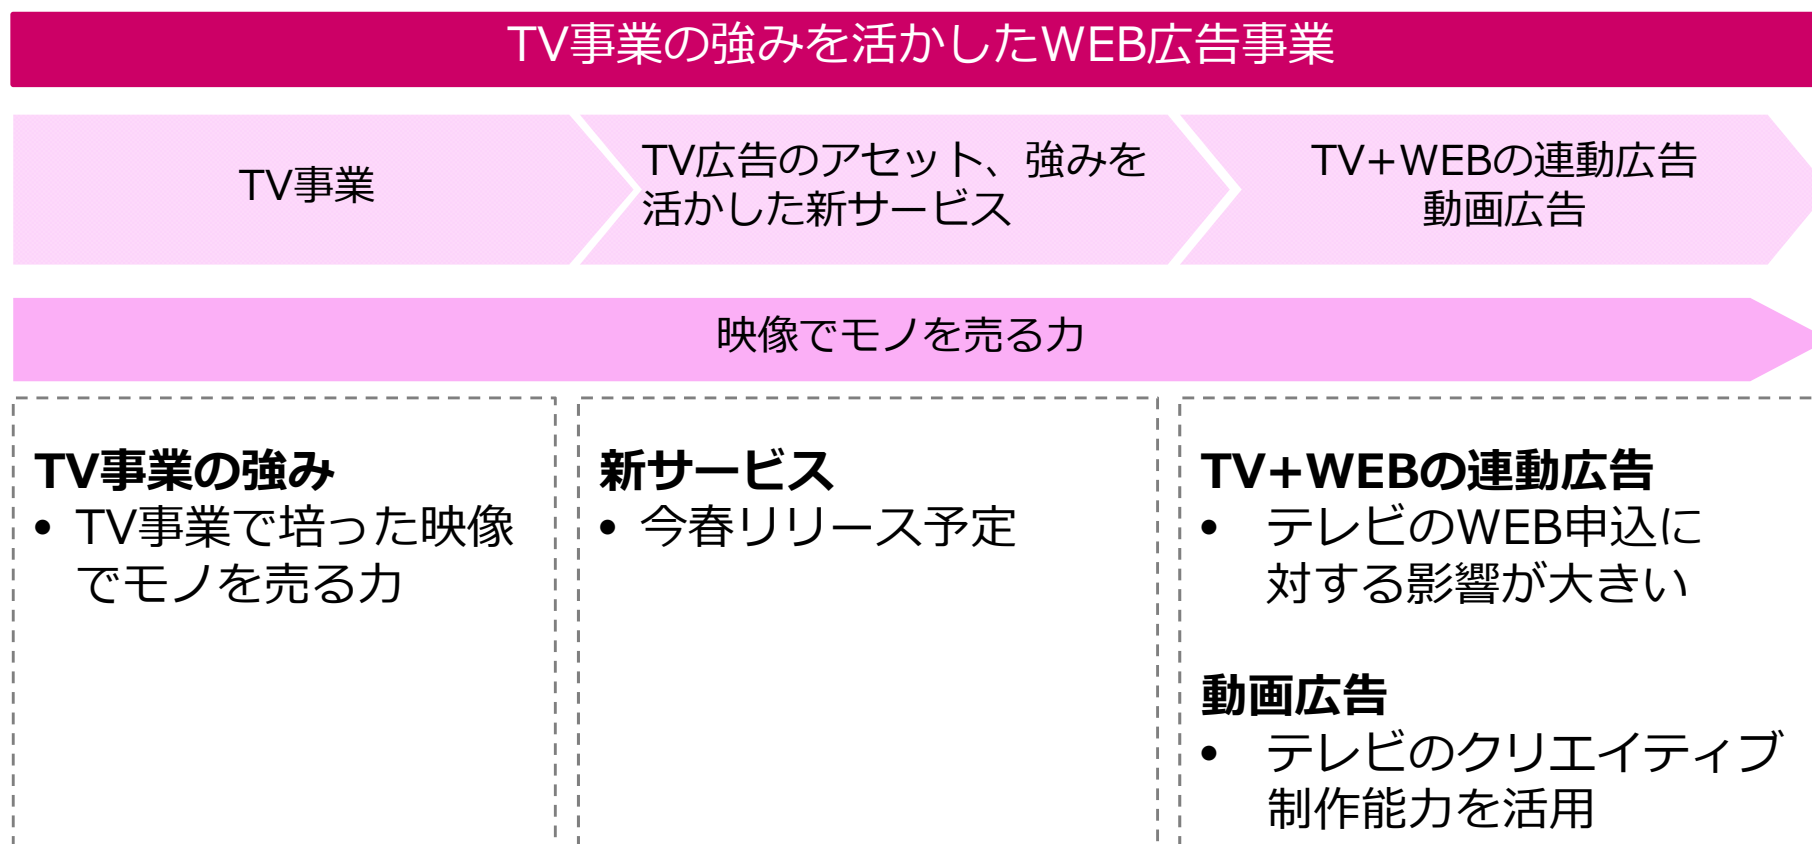 TV事業の強みを活かしたWEB広告事業
TV事業
TV広告のアセット、強みを
活かした新サービス
TV+WEBの連動広告
動画広告
映像でモノを売る力
TV事業の強み
• TV事業で培った映像
でモノを売る力
新サービス
• 今春リリース予定
TV+WEBの連動広告
• テレビのWEB申込に
対する影響が大きい
動画広告
• テレビのクリエイティブ
制作能力を活用